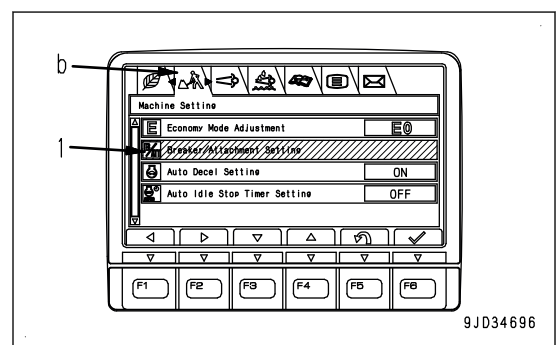 b
Machine Setting
E Economy Mode Adjustment E0
1
Breaker/Attachment Setting
Auto Decel Setting ON
Auto Idle Stop Timer Setting OFF
F1 F2 F3 F4 F5 F6
9JD34696